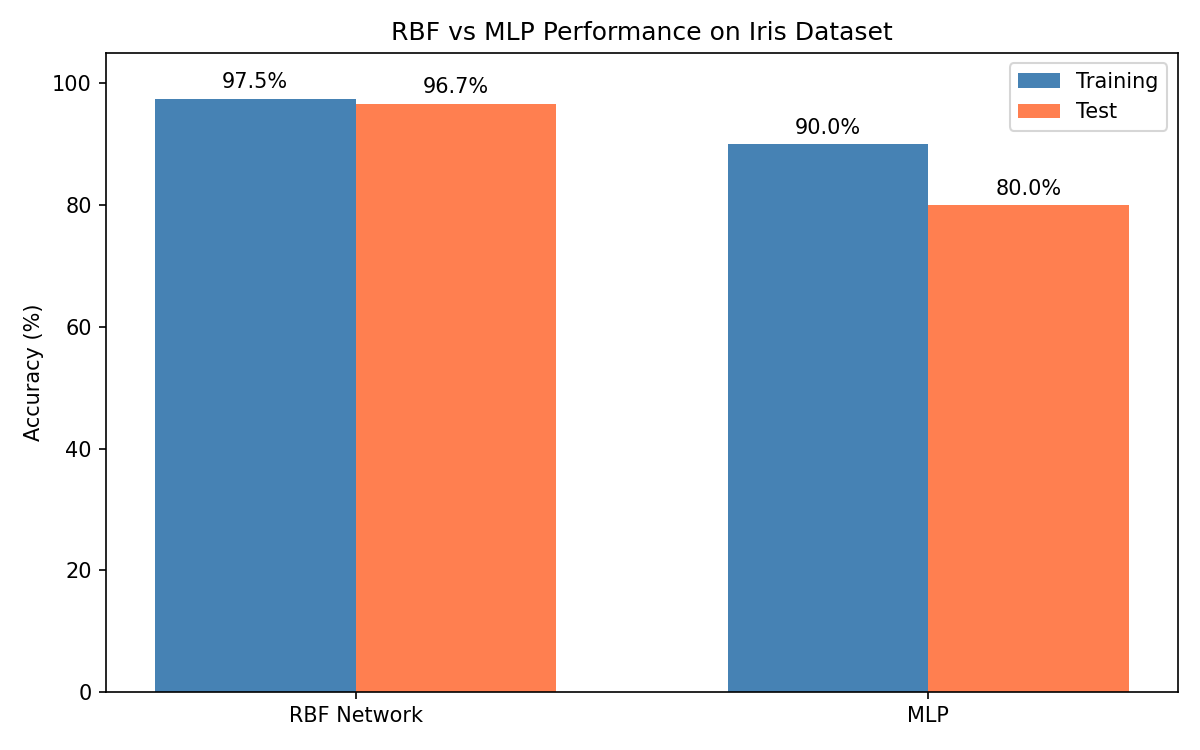 RBF vs MLP Performance on Iris Dataset
100
80
60
40
20
0
Accuracy (%)
97.5%
96.7%
90.0%
80.0%
Training
Test
RBF Network
MLP